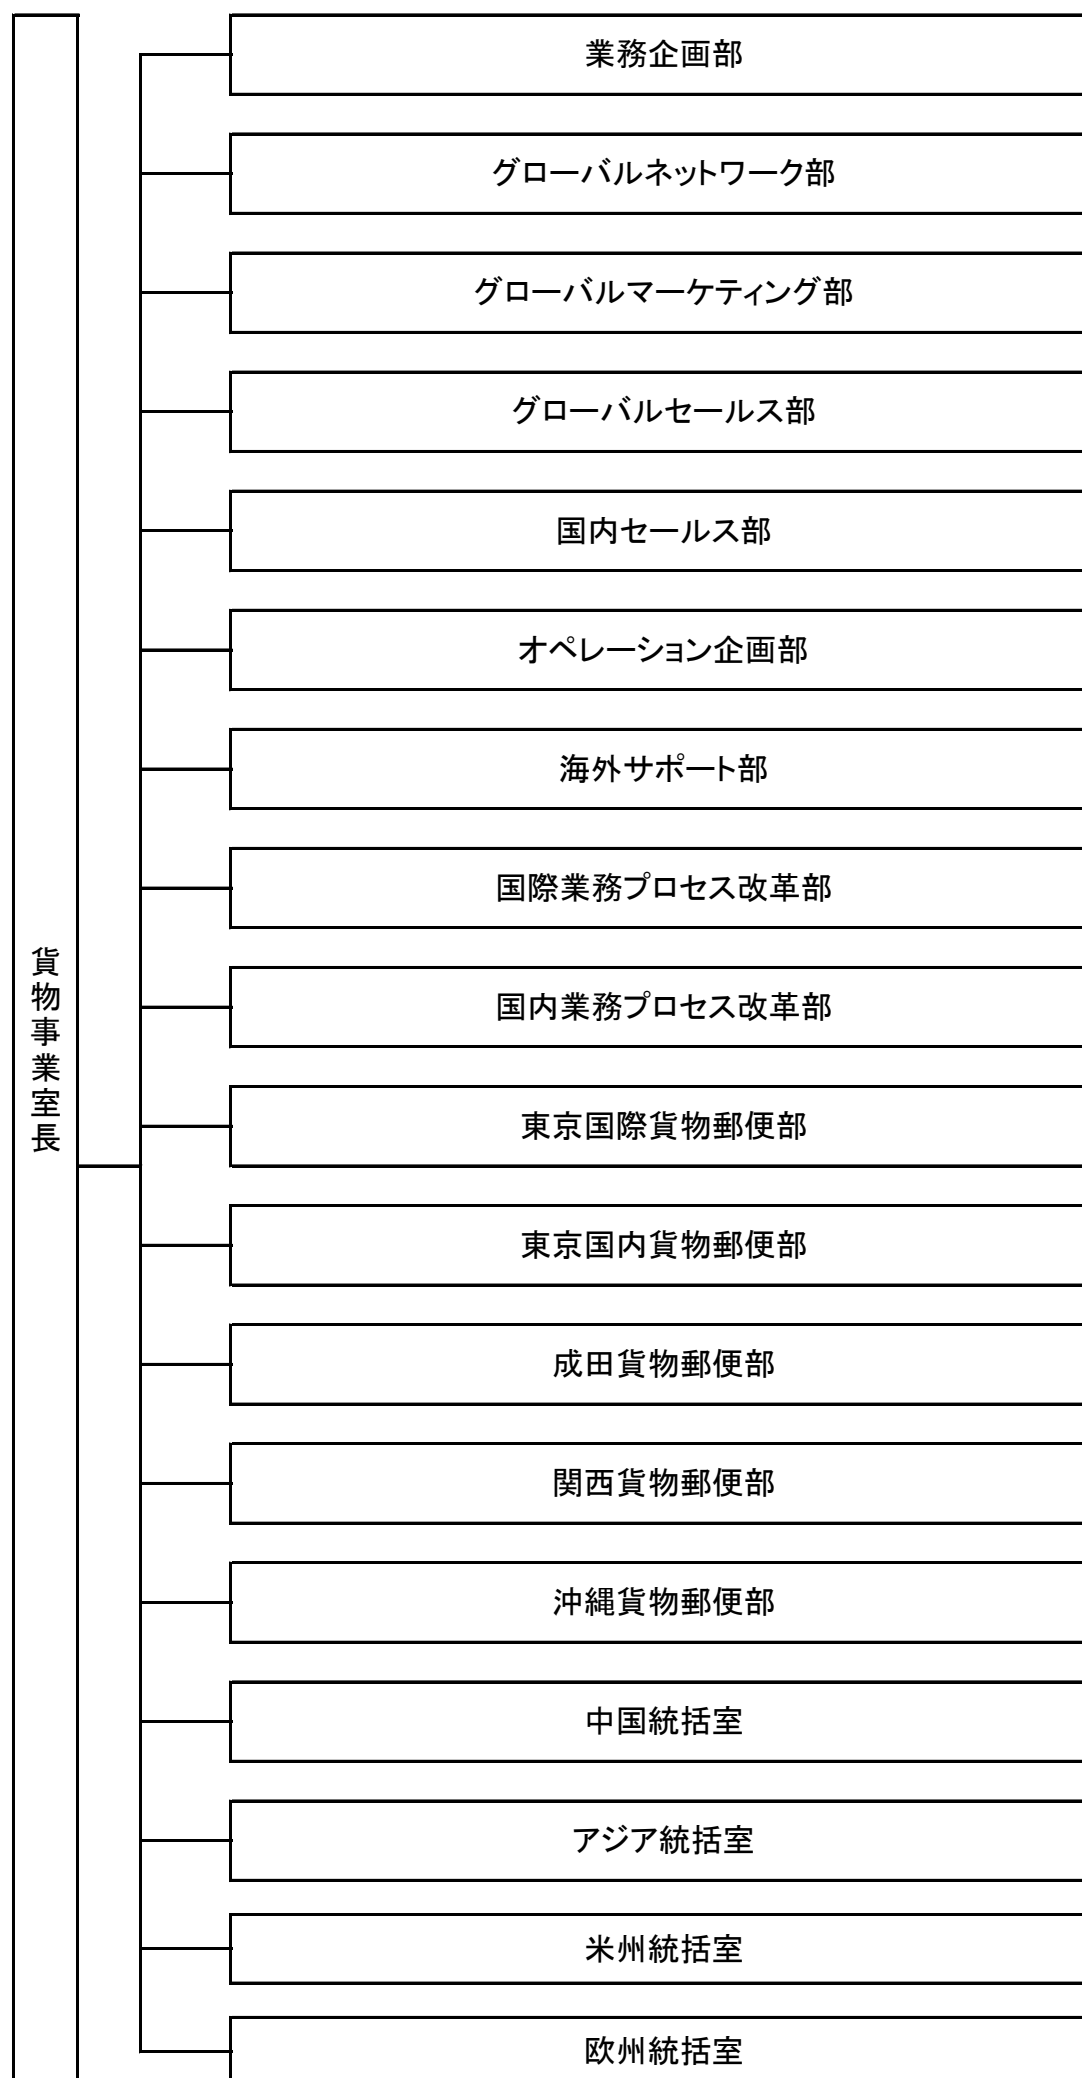 貨物事業室長
業務企画部
グローバルネットワーク部
グローバルマーケティング部
グローバルセールス部
国内セールス部
オペレーション企画部
海外サポート部
国際業務プロセス改革部
国内業務プロセス改革部
東京国際貨物郵便部
東京国内貨物郵便部
成田貨物郵便部
関西貨物郵便部
沖縄貨物郵便部
中国統括室
アジア統括室
米州統括室
欧州統括室